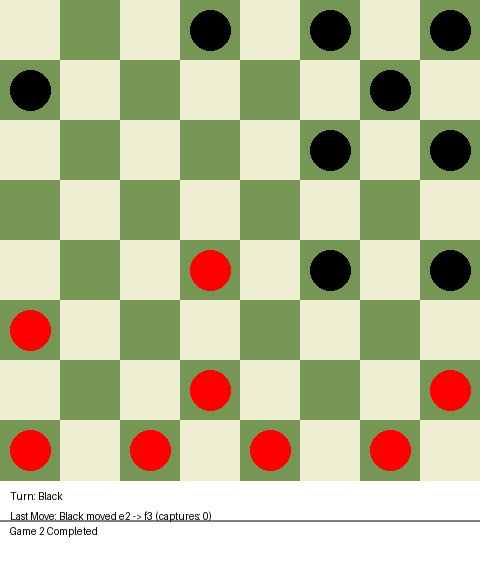 Turn: Black
Last Move: Black moved e2 -> f3 (captures: 0)
Game 2 Completed